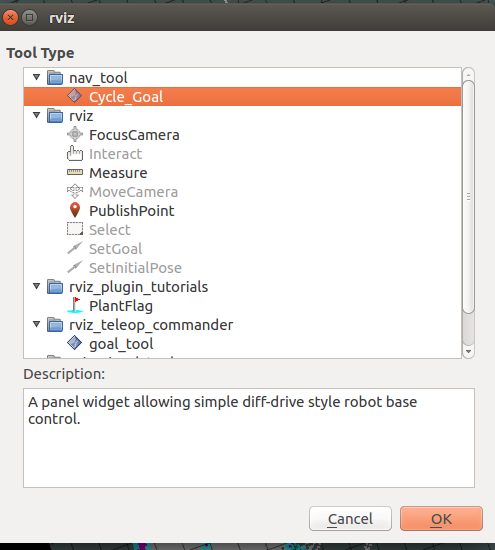 rviz
Tool Type
nav_tool
Cycle_Goal
rviz
FocusCamera
Interact
Measure
MoveCamera
PublishPoint
Select
SetGoal
SetInitialPose
rviz_plugin_tutorials
PlantFlag
rviz_teleop_commander
goal_tool
Description:
A panel widget allowing simple diff-drive style robot base
control.
Cancel
OK